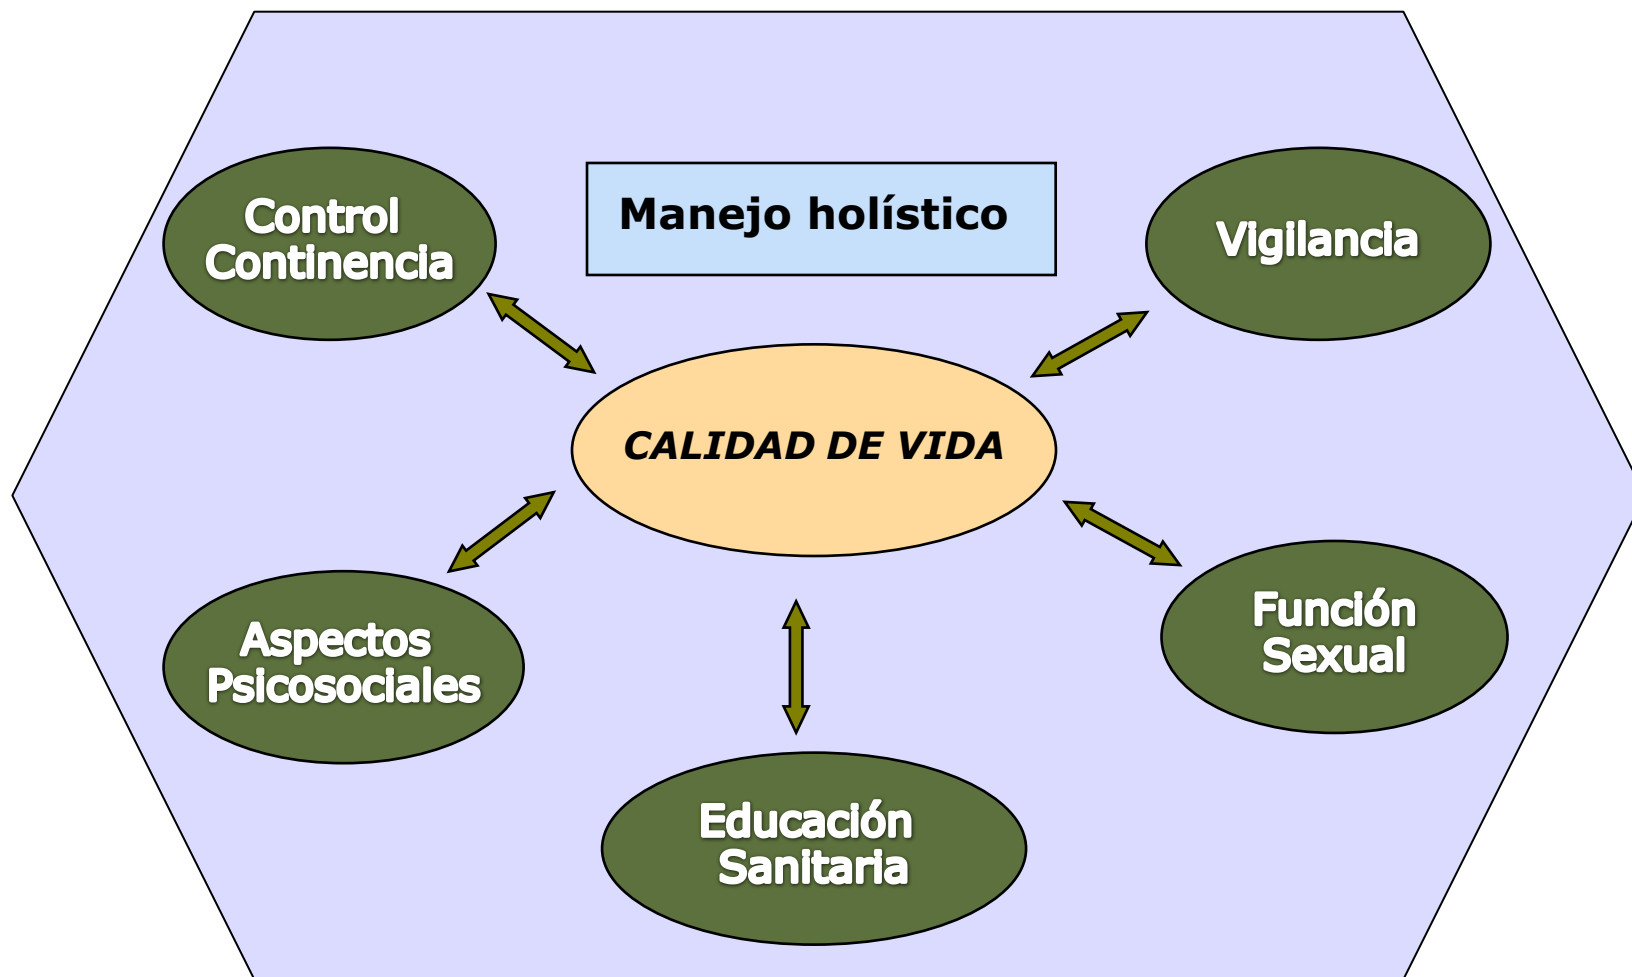 Control
Continencia
Manejo holístico
Vigilancia
CALIDAD DE VIDA
Aspectos
Psicosociales
Función
Sexual
Educación
Sanitaria